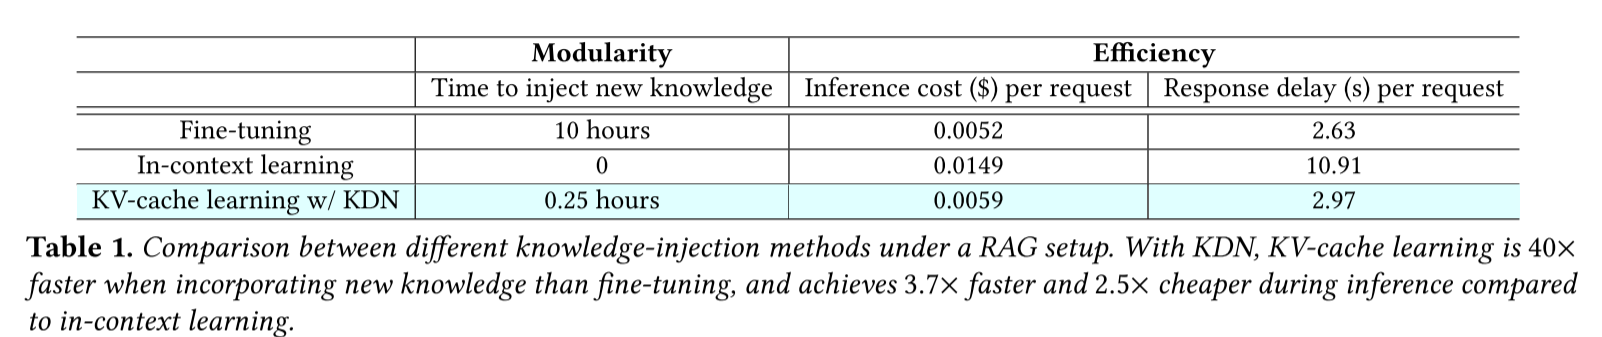 Modularity Efficiency
Time to inject new knowledge Inference cost ($) per request Response delay (s) per request
Fine-tuning 10 hours 0.0052 2.63
In-context learning 0 0.0149 10.91
KV-cache learning w/ KDN 0.25 hours 0.0059 2.97
Table 1. Comparison between different knowledge-injection methods under a RAG setup. With KDN, KV-cache learning is 40×
faster when incorporating new knowledge than fine-tuning, and achieves 3.7× faster and 2.5× cheaper during inference compared
to in-context learning.